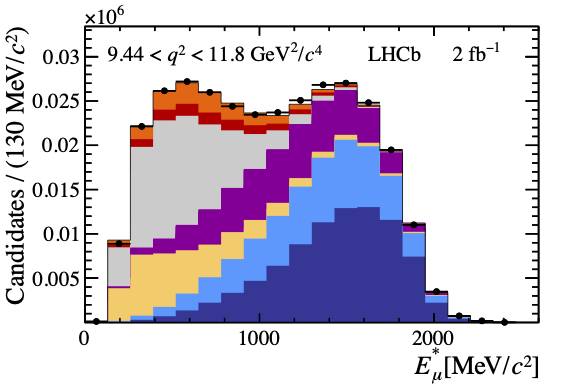 ×10⁶
9.44 < q² < 11.8 GeV²/c⁴ LHCb 2 fb⁻¹
Candidates / (130 MeV/c²)
0.03
0.025
0.02
0.015
0.01
0.005
0
0 1000 2000
E*μ [MeV/c²]